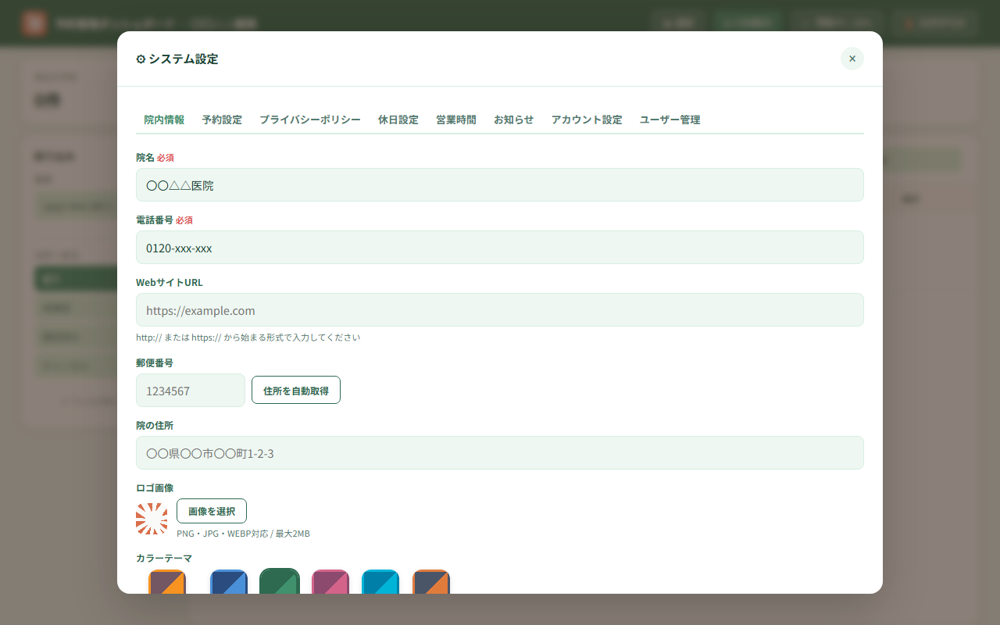 ⚙ システム設定
×
院内情報 予約設定 プライバシーポリシー 休日設定 営業時間 お知らせ アカウント設定 ユーザー管理
院名 必須
〇〇△△医院
電話番号 必須
0120-xxx-xxx
WebサイトURL
https://example.com
http:// または https:// から始まる形式で入力してください
郵便番号
1234567 住所を自動取得
院の住所
〇〇県〇〇市〇〇町1-2-3
ロゴ画像
画像を選択
PNG・JPG・WEBP対応 / 最大2MB
カラーテーマ